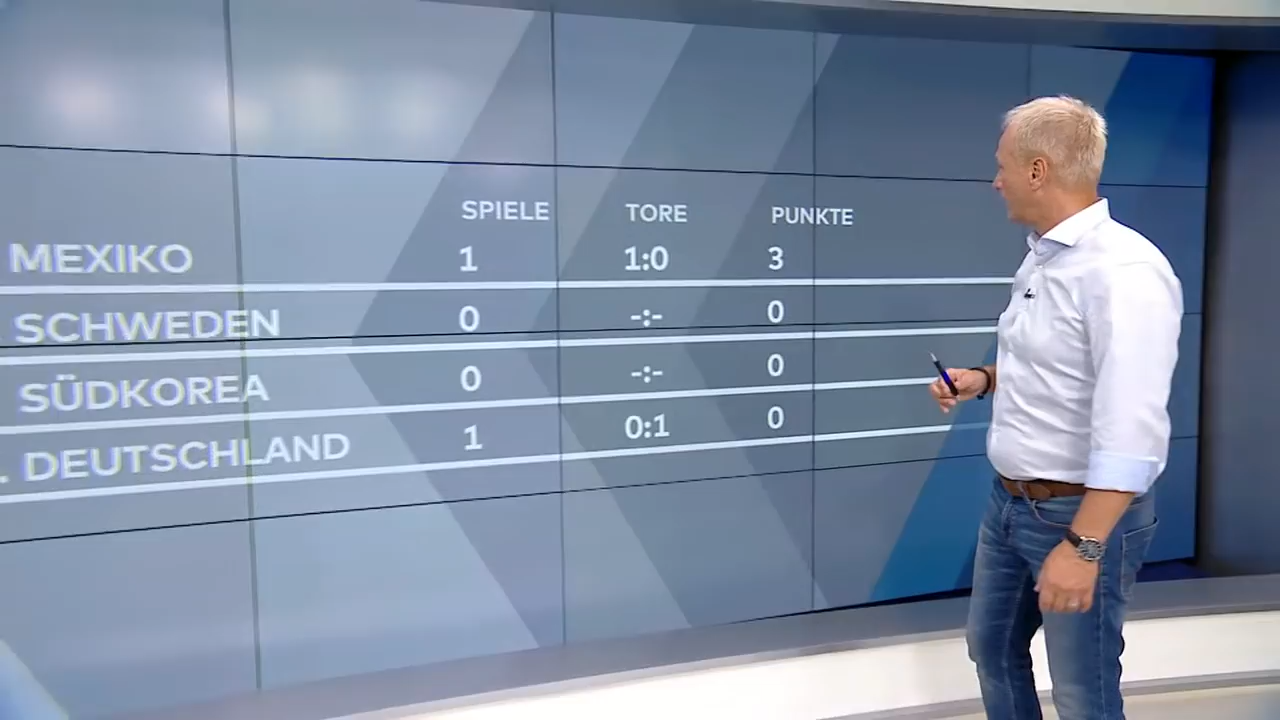 SPIELE TORE PUNKTE
MEXIKO 1 1:0 3
SCHWEDEN 0 -:- 0
SÜDKOREA 0 -:- 0
. DEUTSCHLAND 1 0:1 0